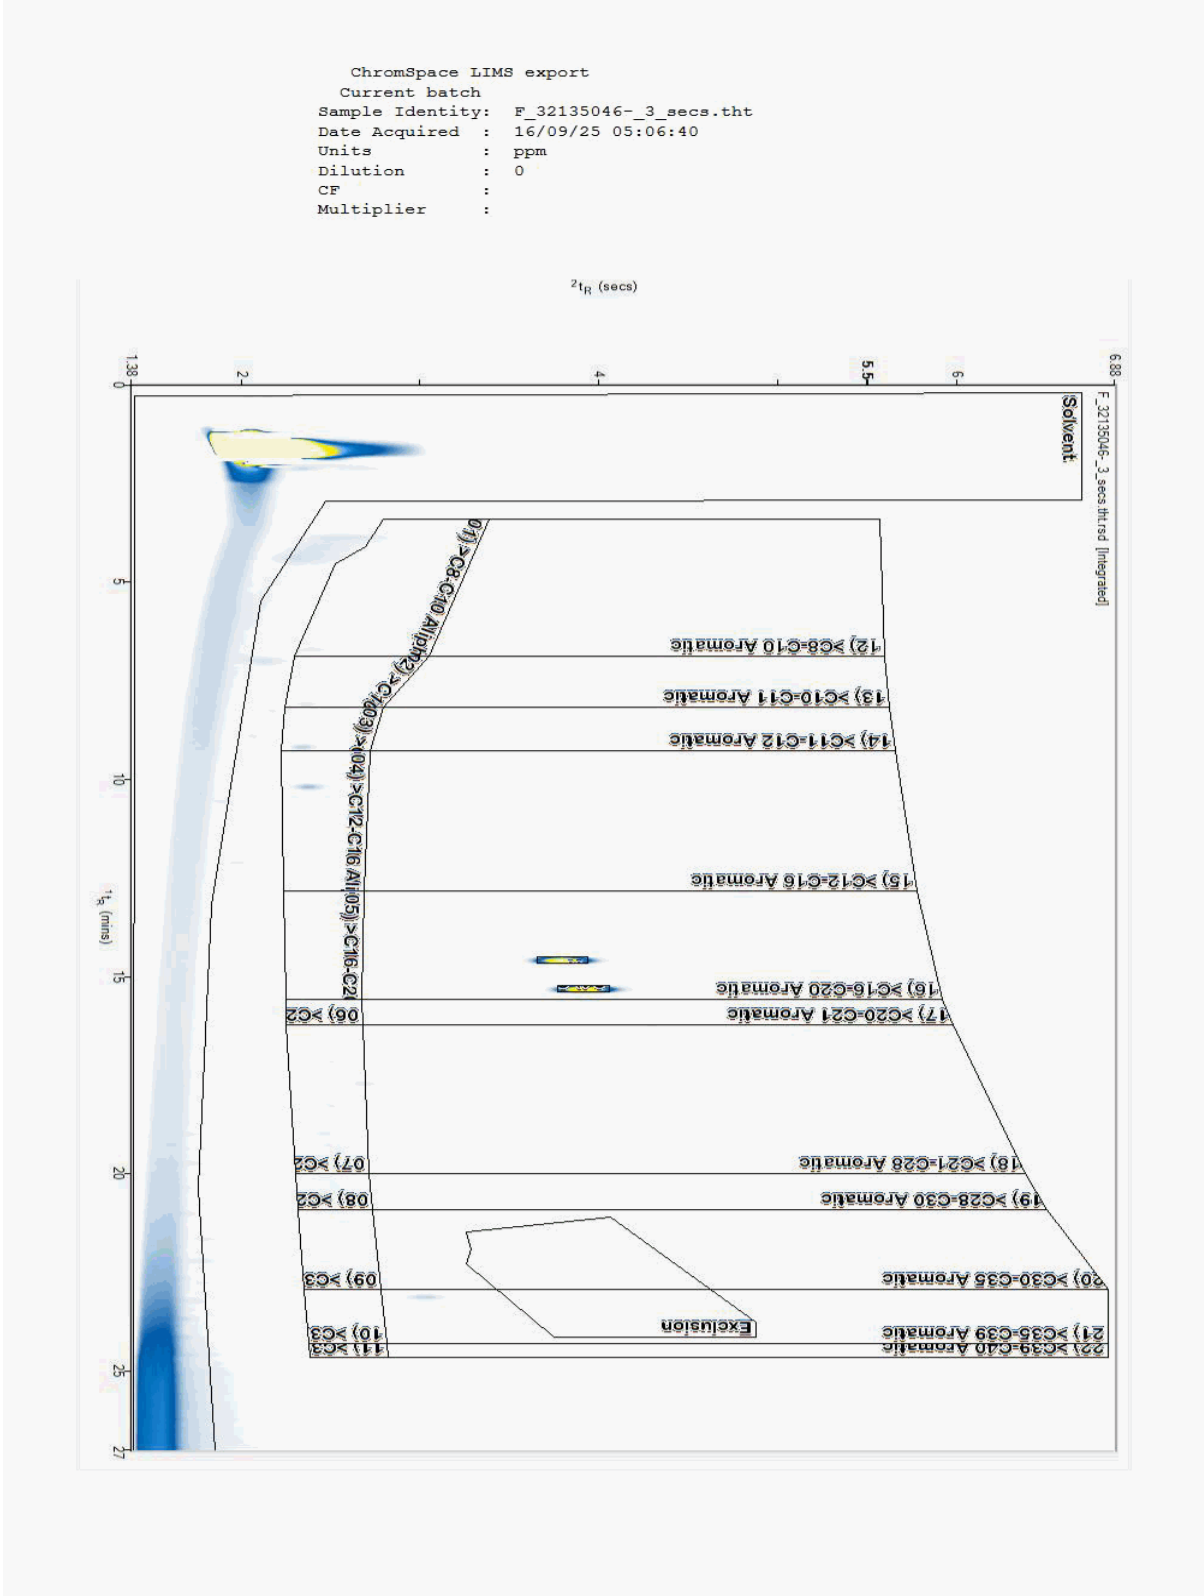 ChromSpace LIMS export
Current batch
Sample Identity: F_32135046-_3_secs.tht
Date Acquired : 16/09/25 05:06:40
Units : ppm
Dilution : 0
CF :
Multiplier :
²tR (secs)
1.38 2 4 5.5 6 6.88
F_32135046-_3_secs.tht.rsd [Integrated]
Solvent
0
5
10
15
20
25
27
¹tR (mins)
01) >C8-C10 Aliph
02) >C10
03) >
04) >C12-C16 Ali
05) >C16-C20
06) >C2
07) >C2
08) >C2
09) >C3
10) >C3
11) >C3
12) >C8-C10 Aromatic
13) >C10-C11 Aromatic
14) >C11-C12 Aromatic
15) >C12-C16 Aromatic
16) >C16-C20 Aromatic
17) >C20-C21 Aromatic
18) >C21-C28 Aromatic
19) >C28-C30 Aromatic
20) >C30-C35 Aromatic
21) >C35-C39 Aromatic
22) >C39-C40 Aromatic
Exclusion